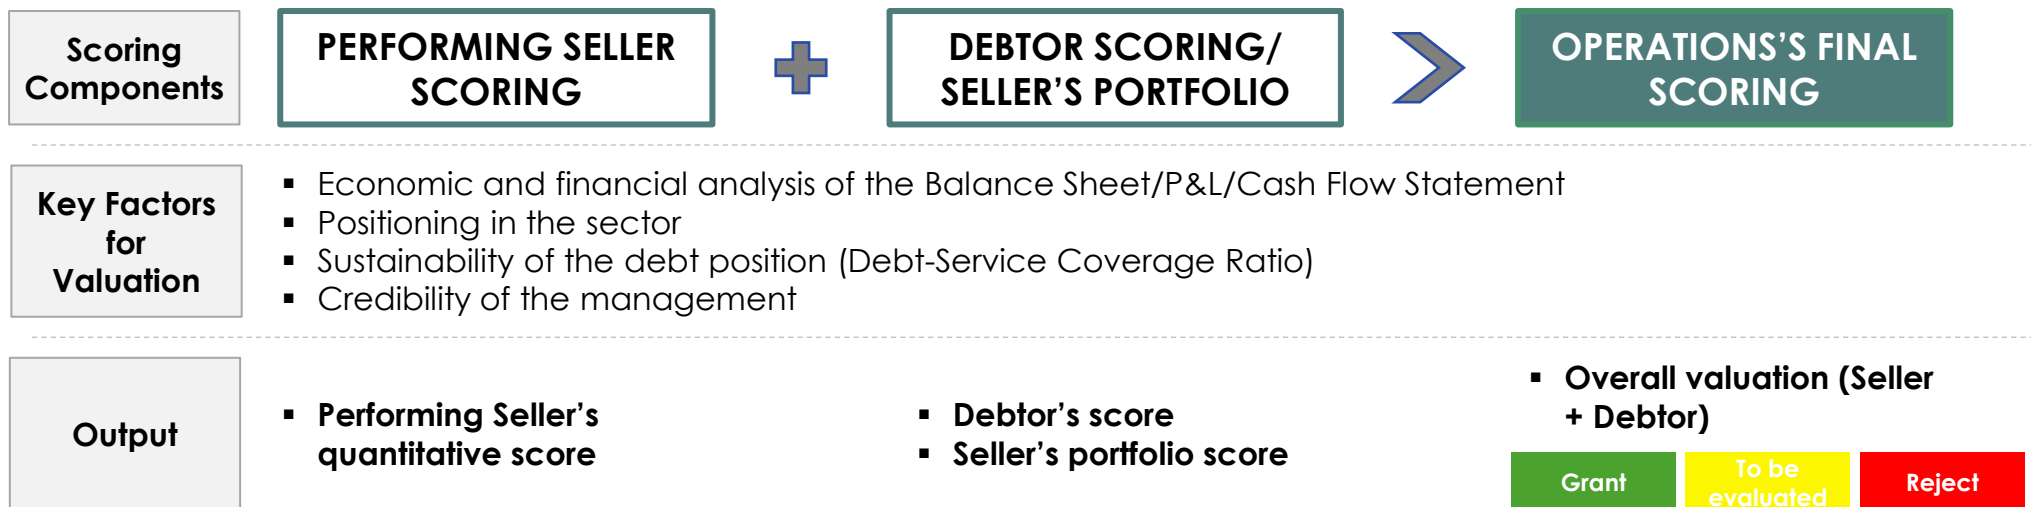 Scoring
Components
PERFORMING SELLER
SCORING
DEBTOR SCORING/
SELLER’S PORTFOLIO
OPERATIONS’S FINAL
SCORING
Key Factors
for
Valuation
▪ Economic and financial analysis of the Balance Sheet/P&L/Cash Flow Statement
▪ Positioning in the sector
▪ Sustainability of the debt position (Debt-Service Coverage Ratio)
▪ Credibility of the management
Output
▪ Performing Seller’s
quantitative score
▪ Debtor’s score
▪ Seller’s portfolio score
▪ Overall valuation (Seller
+ Debtor)
Grant
To be
evaluated
Reject